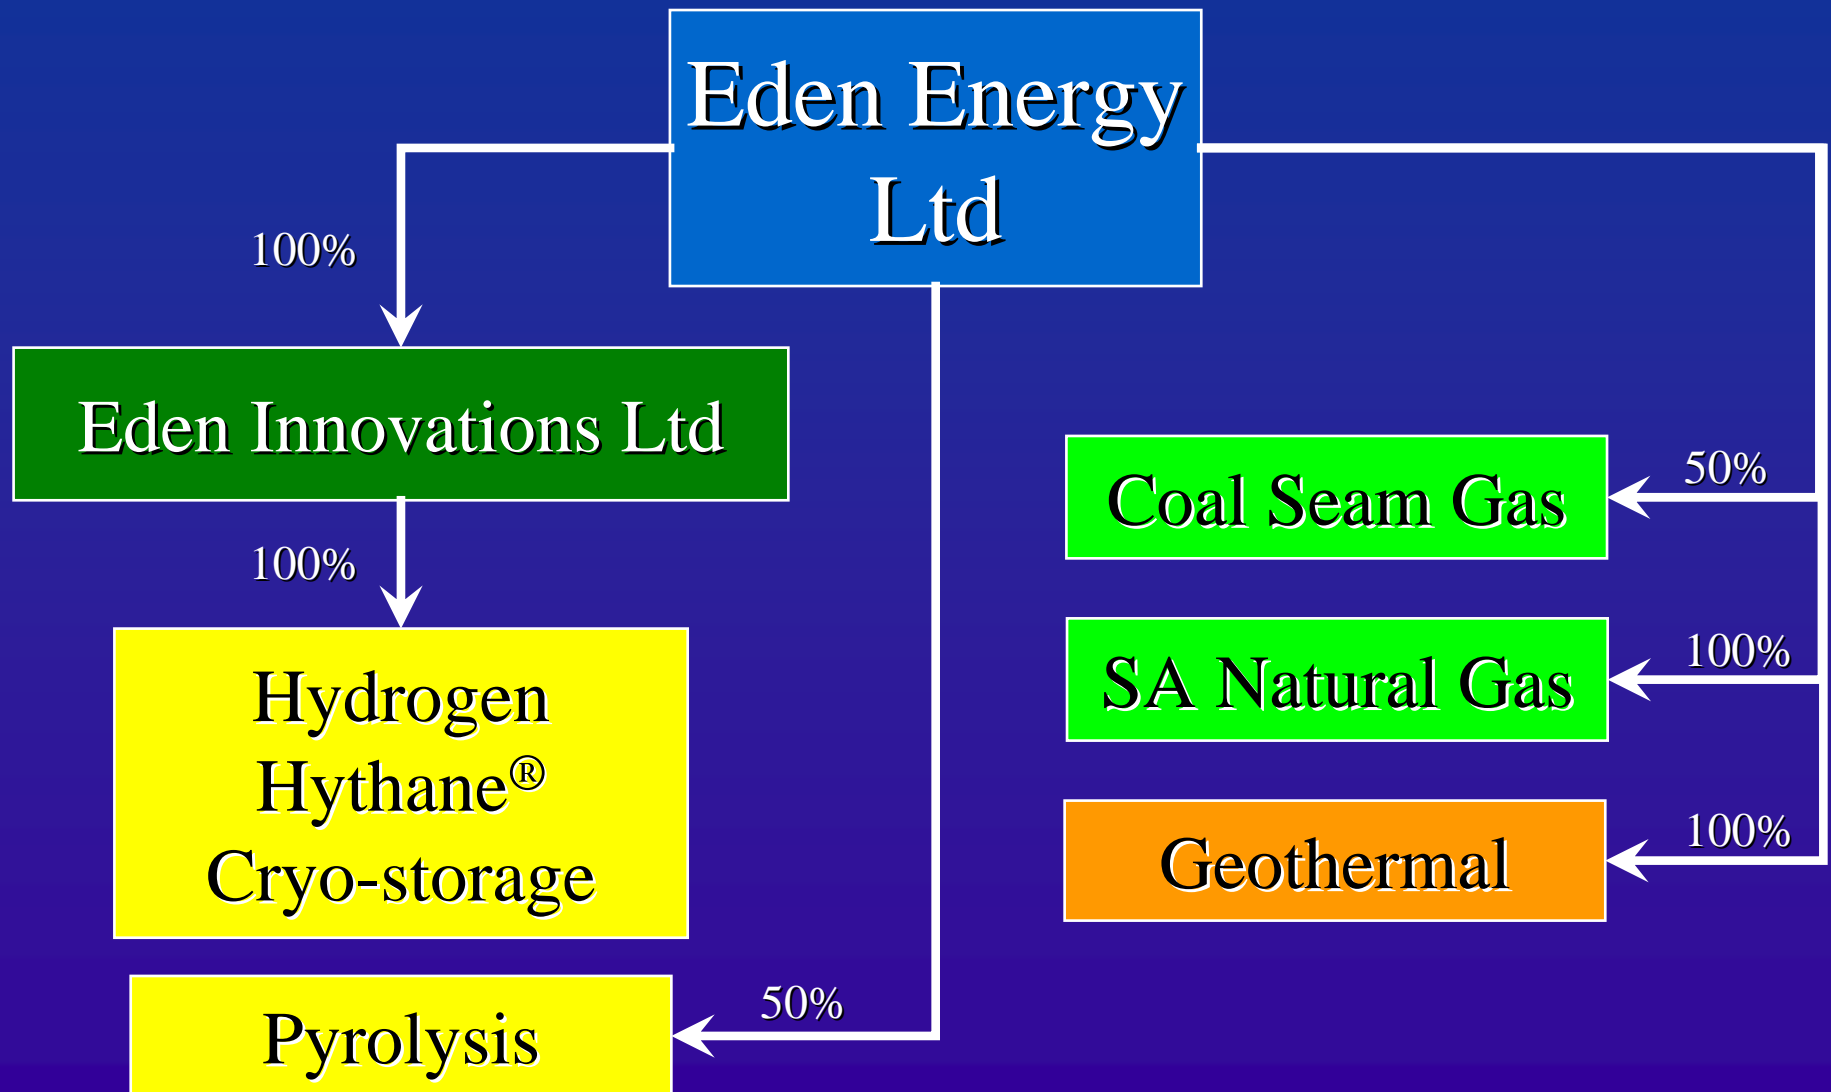 Eden Energy
Ltd
100%
Eden Innovations Ltd
100%
Hydrogen
Hythane®
Cryo-storage
Pyrolysis
50%
Coal Seam Gas
50%
SA Natural Gas
100%
Geothermal
100%